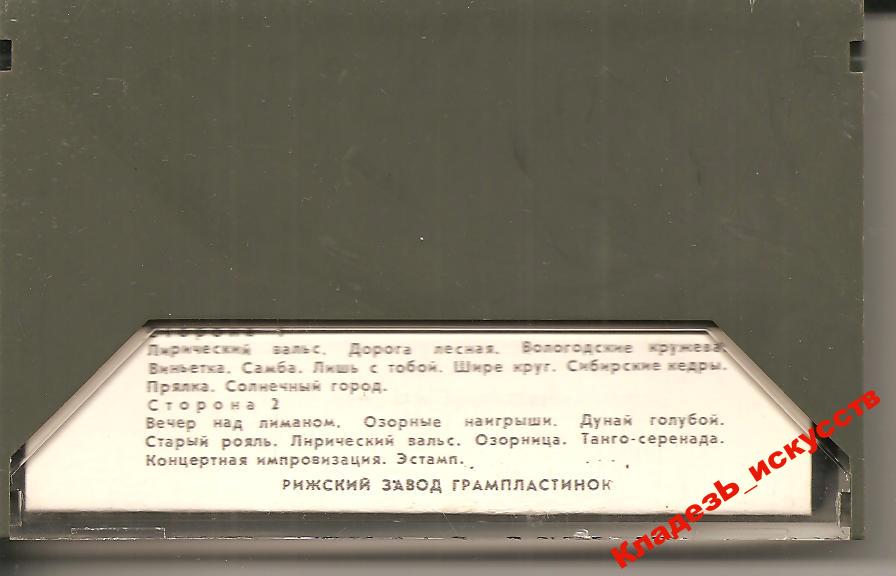 Сторона 1
Лирический вальс. Дорога лесная. Вологодские кружева.
Виньетка. Самба. Лишь с тобой. Шире круг. Сибирские кедры.
Прялка. Солнечный город.
Сторона 2
Вечер над лиманом. Озорные наигрыши. Дунай голубой.
Старый рояль. Лирический вальс. Озорница. Танго-серенада.
Концертная импровизация. Эстамп.
РИЖСКИЙ ЗАВОД ГРАМПЛАСТИНОК
Кладезь_искусств